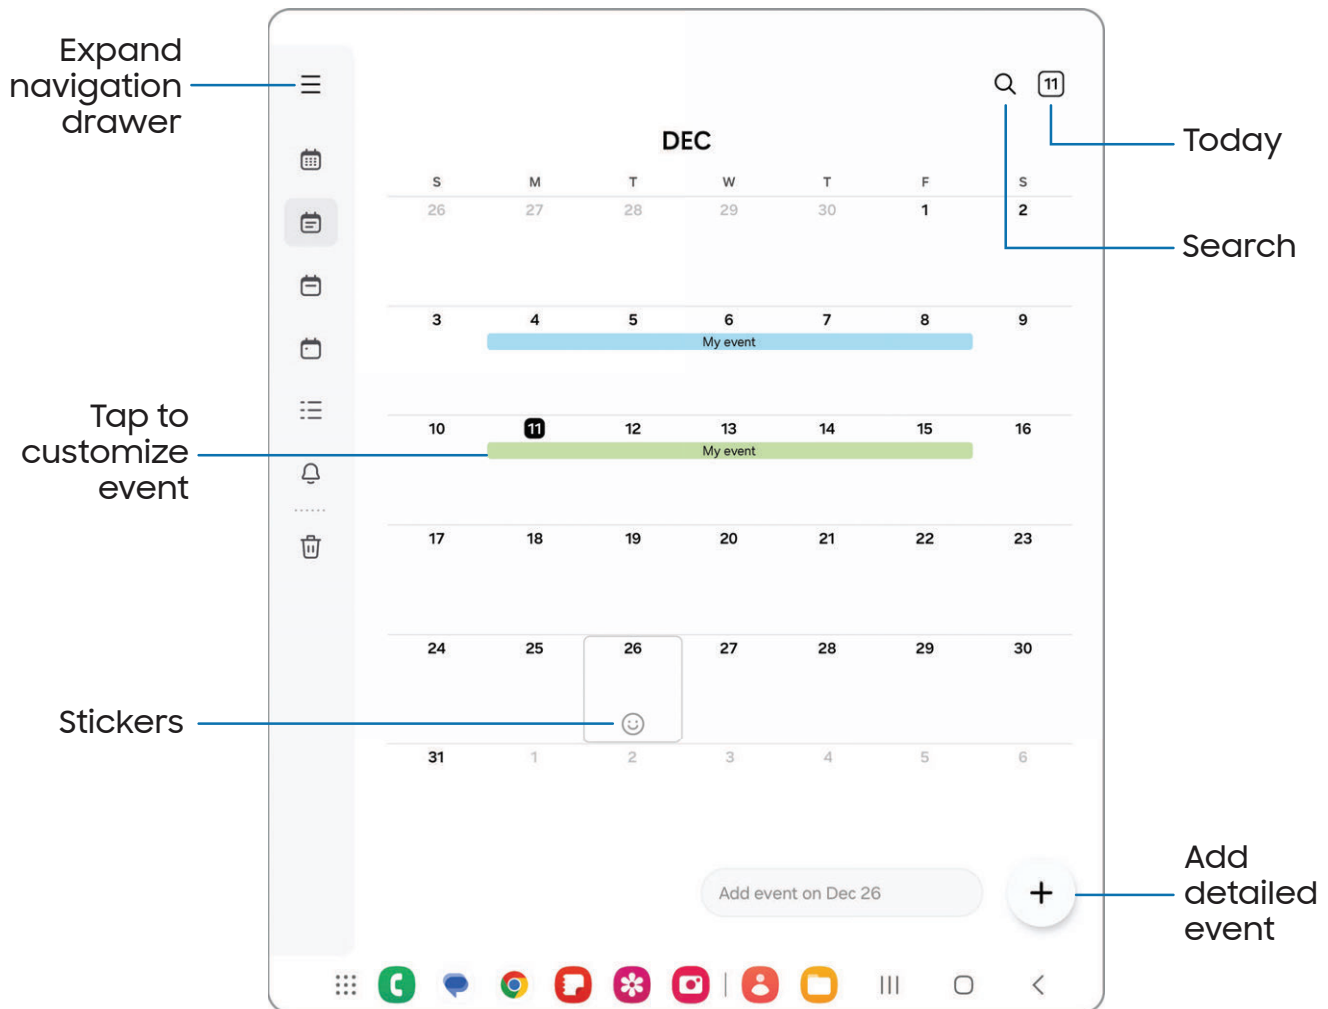 Expand
navigation
drawer
11
Today
Search
DEC
S M T W T F S
26 27 28 29 30 1 2
3 4 5 6 7 8 9
My event
Tap to
customize
event
10 11 12 13 14 15 16
My event
17 18 19 20 21 22 23
24 25 26 27 28 29 30
Stickers
31 1 2 3 4 5 6
Add event on Dec 26
+
Add
detailed
event